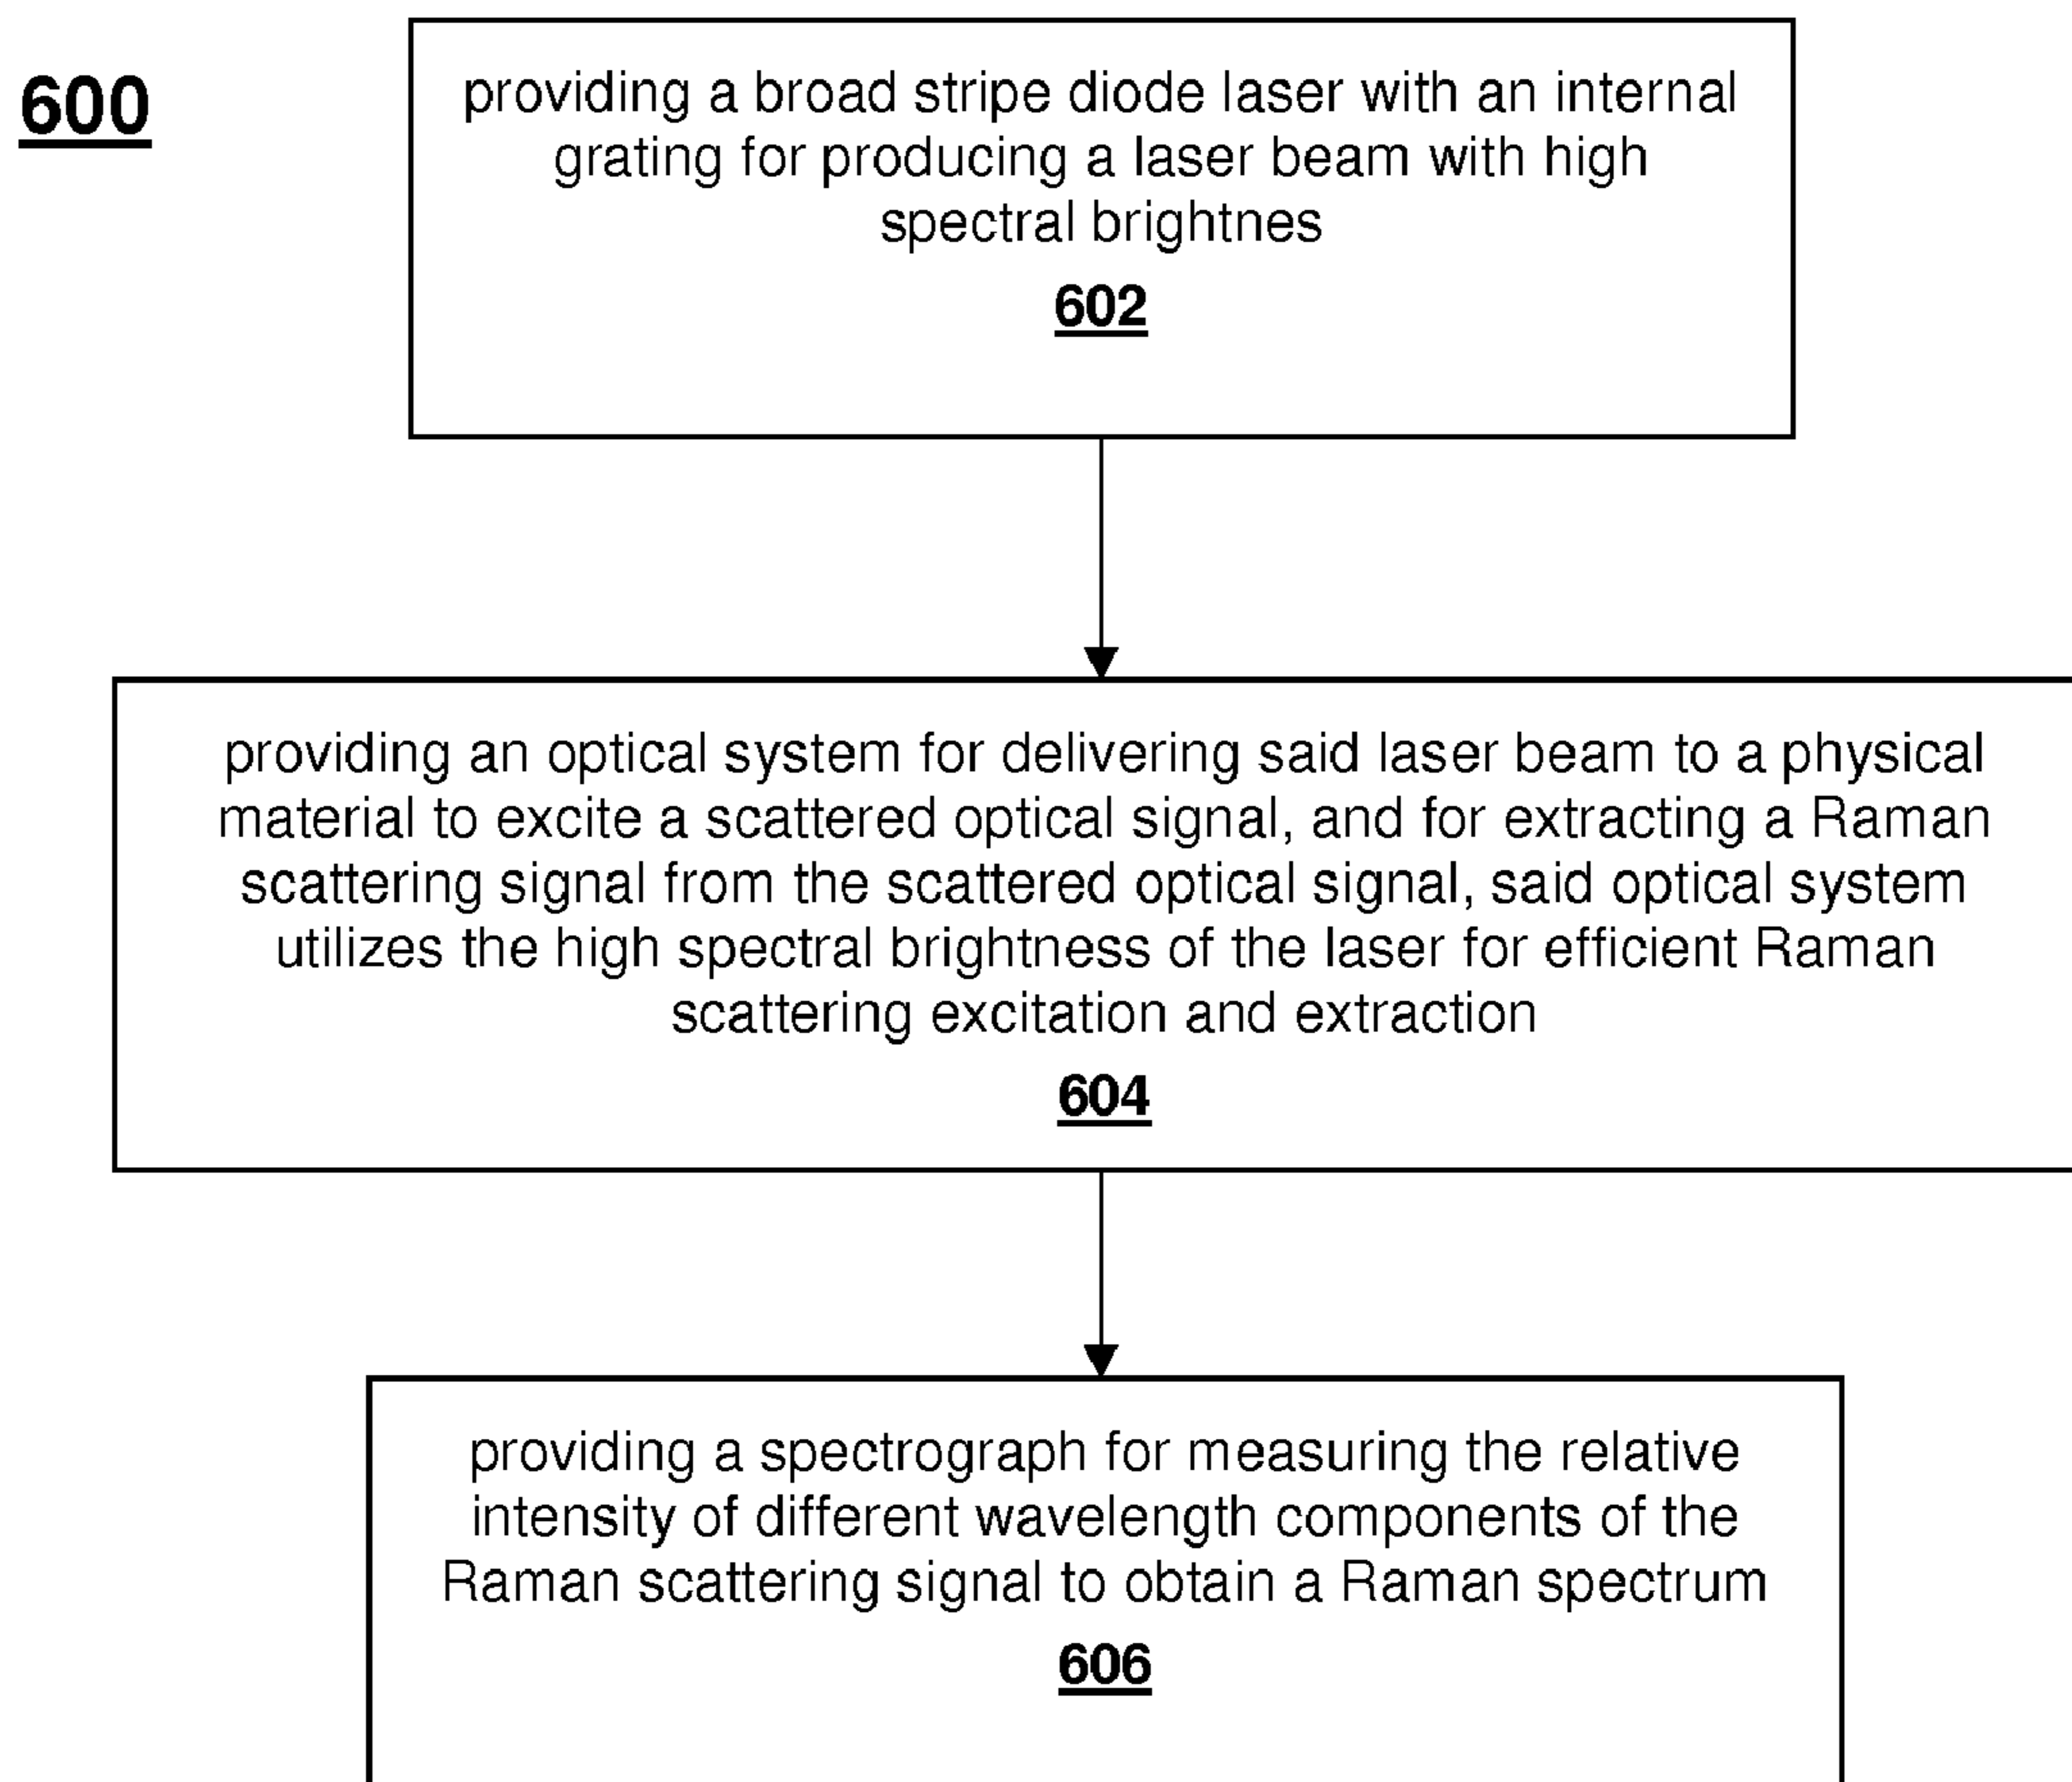 600
providing a broad stripe diode laser with an internal
grating for producing a laser beam with high
spectral brightnes
602
providing an optical system for delivering said laser beam to a physical
material to excite a scattered optical signal, and for extracting a Raman
scattering signal from the scattered optical signal, said optical system
utilizes the high spectral brightness of the laser for efficient Raman
scattering excitation and extraction
604
providing a spectrograph for measuring the relative
intensity of different wavelength components of the
Raman scattering signal to obtain a Raman spectrum
606